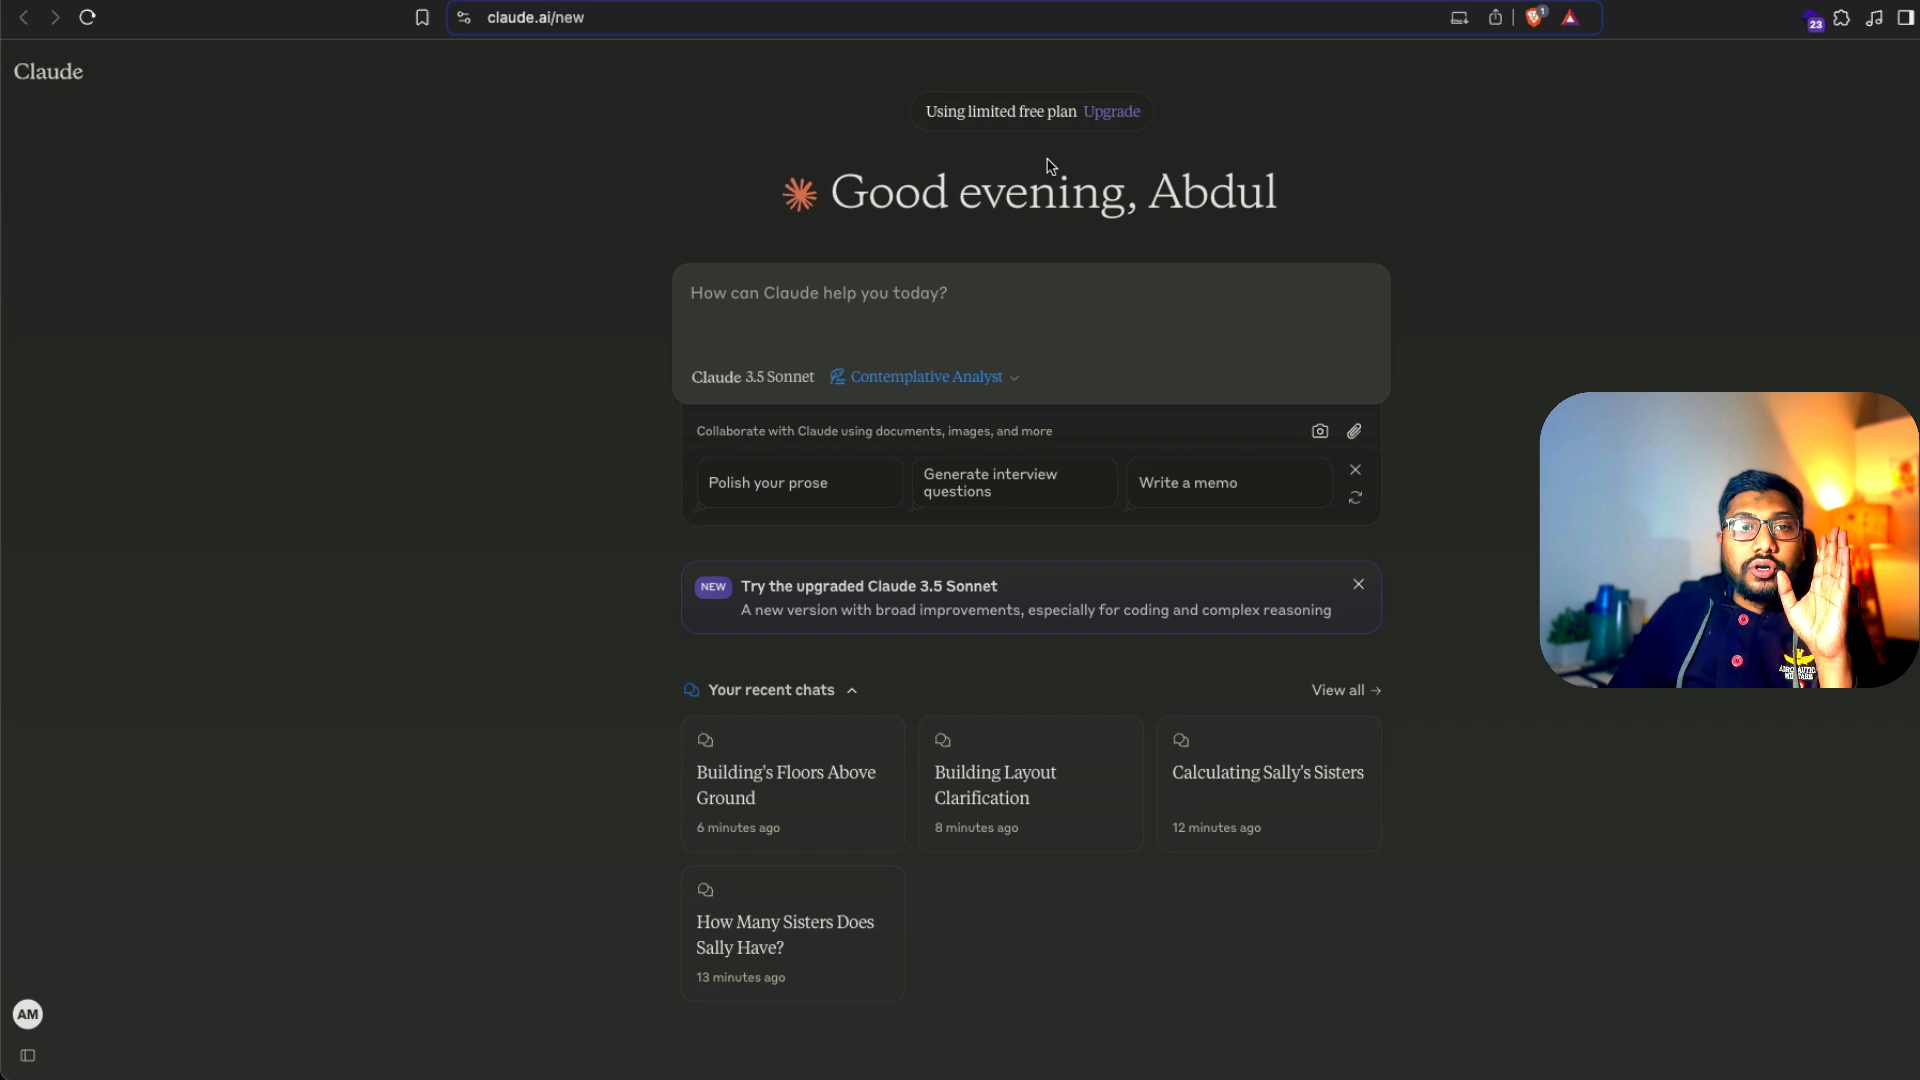 claude.ai/new
1
23
Claude
Using limited free plan Upgrade
Good evening, Abdul
How can Claude help you today?
Claude 3.5 Sonnet Contemplative Analyst
Collaborate with Claude using documents, images, and more
Polish your prose
Generate interview
questions
Write a memo
NEW Try the upgraded Claude 3.5 Sonnet
A new version with broad improvements, especially for coding and complex reasoning
Your recent chats
View all →
Building's Floors Above
Ground
6 minutes ago
Building Layout
Clarification
8 minutes ago
Calculating Sally's Sisters
12 minutes ago
How Many Sisters Does
Sally Have?
13 minutes ago
AM